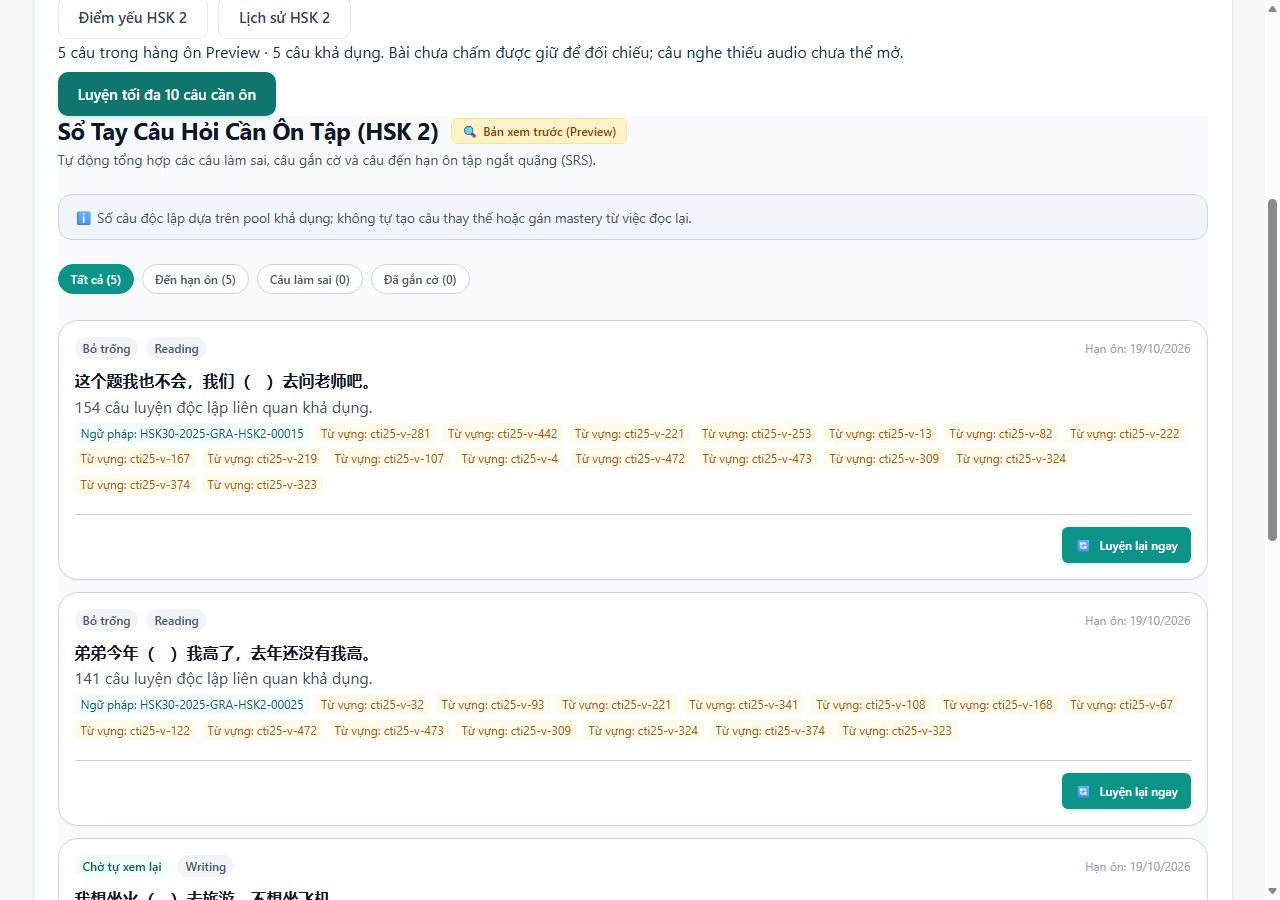 Điểm yếu HSK 2 Lịch sử HSK 2
5 câu trong hàng ôn Preview · 5 câu khả dụng. Bài chưa chấm được giữ để đối chiếu; câu nghe thiếu audio chưa thể mở.
Luyện tối đa 10 câu cần ôn
Sổ Tay Câu Hỏi Cần Ôn Tập (HSK 2) 🔍 Bản xem trước (Preview)
Tự động tổng hợp các câu làm sai, câu gắn cờ và câu đến hạn ôn tập ngắt quãng (SRS).
ℹ️ Số câu độc lập dựa trên pool khả dụng; không tự tạo câu thay thế hoặc gán mastery từ việc đọc lại.
Tất cả (5) Đến hạn ôn (5) Câu làm sai (0) Đã gắn cờ (0)
Bỏ trống Reading Hạn ôn: 19/10/2026
这个题我也不会，我们（ ）去问老师吧。
154 câu luyện độc lập liên quan khả dụng.
Ngữ pháp: HSK30-2025-GRA-HSK2-00015 Từ vựng: cti25-v-281 Từ vựng: cti25-v-442 Từ vựng: cti25-v-221 Từ vựng: cti25-v-253 Từ vựng: cti25-v-13 Từ vựng: cti25-v-82 Từ vựng: cti25-v-222
Từ vựng: cti25-v-167 Từ vựng: cti25-v-219 Từ vựng: cti25-v-107 Từ vựng: cti25-v-4 Từ vựng: cti25-v-472 Từ vựng: cti25-v-473 Từ vựng: cti25-v-309 Từ vựng: cti25-v-324
Từ vựng: cti25-v-374 Từ vựng: cti25-v-323
Luyện lại ngay
Bỏ trống Reading Hạn ôn: 19/10/2026
弟弟今年（ ）我高了，去年还没有我高。
141 câu luyện độc lập liên quan khả dụng.
Ngữ pháp: HSK30-2025-GRA-HSK2-00025 Từ vựng: cti25-v-32 Từ vựng: cti25-v-93 Từ vựng: cti25-v-221 Từ vựng: cti25-v-341 Từ vựng: cti25-v-108 Từ vựng: cti25-v-168 Từ vựng: cti25-v-67
Từ vựng: cti25-v-122 Từ vựng: cti25-v-472 Từ vựng: cti25-v-473 Từ vựng: cti25-v-309 Từ vựng: cti25-v-324 Từ vựng: cti25-v-374 Từ vựng: cti25-v-323
Luyện lại ngay
Chờ tự xem lại Writing Hạn ôn: 19/10/2026
我想坐火（ ）去旅游，不想坐飞机